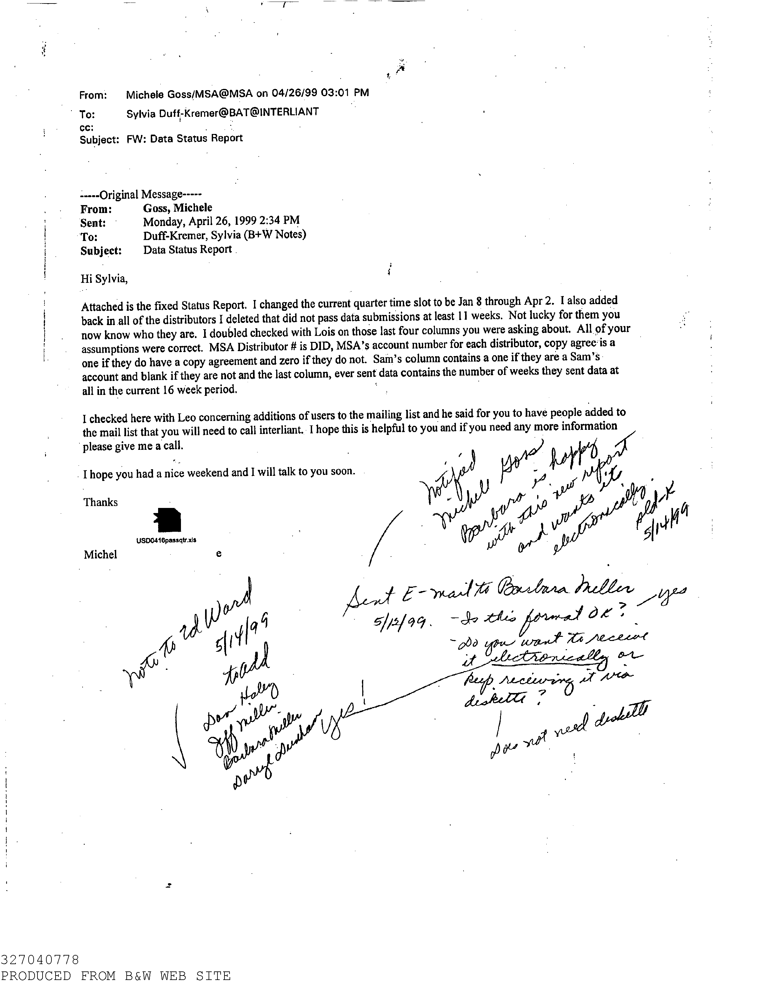 From: Michele Goss/MSA@MSA on 04/26/99 03:01 PM
To: Sylvia Duff-Kremer@BAT@INTERLIANT
cc:
Subject: FW: Data Status Report
-----Original Message-----
From: Goss, Michele
Sent: Monday, April 26, 1999 2:34 PM
To: Duff-Kremer, Sylvia (B+W Notes)
Subject: Data Status Report
Hi Sylvia,
Attached is the fixed Status Report. I changed the current quarter time slot to be Jan 8 through Apr 2. I also added
back in all of the distributors I deleted that did not pass data submissions at least 11 weeks. Not lucky for them you
now know who they are. I doubled checked with Lois on those last four columns you were asking about. All of your
assumptions were correct. MSA Distributor # is DID, MSA's account number for each distributor, copy agree is a
one if they do have a copy agreement and zero if they do not. Sam's column contains a one if they are a Sam's
account and blank if they are not and the last column, ever sent data contains the number of weeks they sent data at
all in the current 16 week period.
I checked here with Leo concerning additions of users to the mailing list and he said for you to have people added to
the mail list that you will need to call interliant. I hope this is helpful to you and if you need any more information
please give me a call.
I hope you had a nice weekend and I will talk to you soon.
Thanks
USD0416passqtr.xls
Michel e
Notified
Michell Goss
Barbara is happy
with this new report
and wants it
electronically.
5/14/99
Sent E-mail to Barbara Miller
5/12/99. - Is this format OK? yes
- Do you want to receive
it electronically or
keep receiving it via
diskette?
Does not need diskette
note to Ed Ward
5/14/99
to add
Dan Haley
Jeff Miller
Barbara Miller
Darryl
Yes!
327040778
PRODUCED FROM B&W WEB SITE